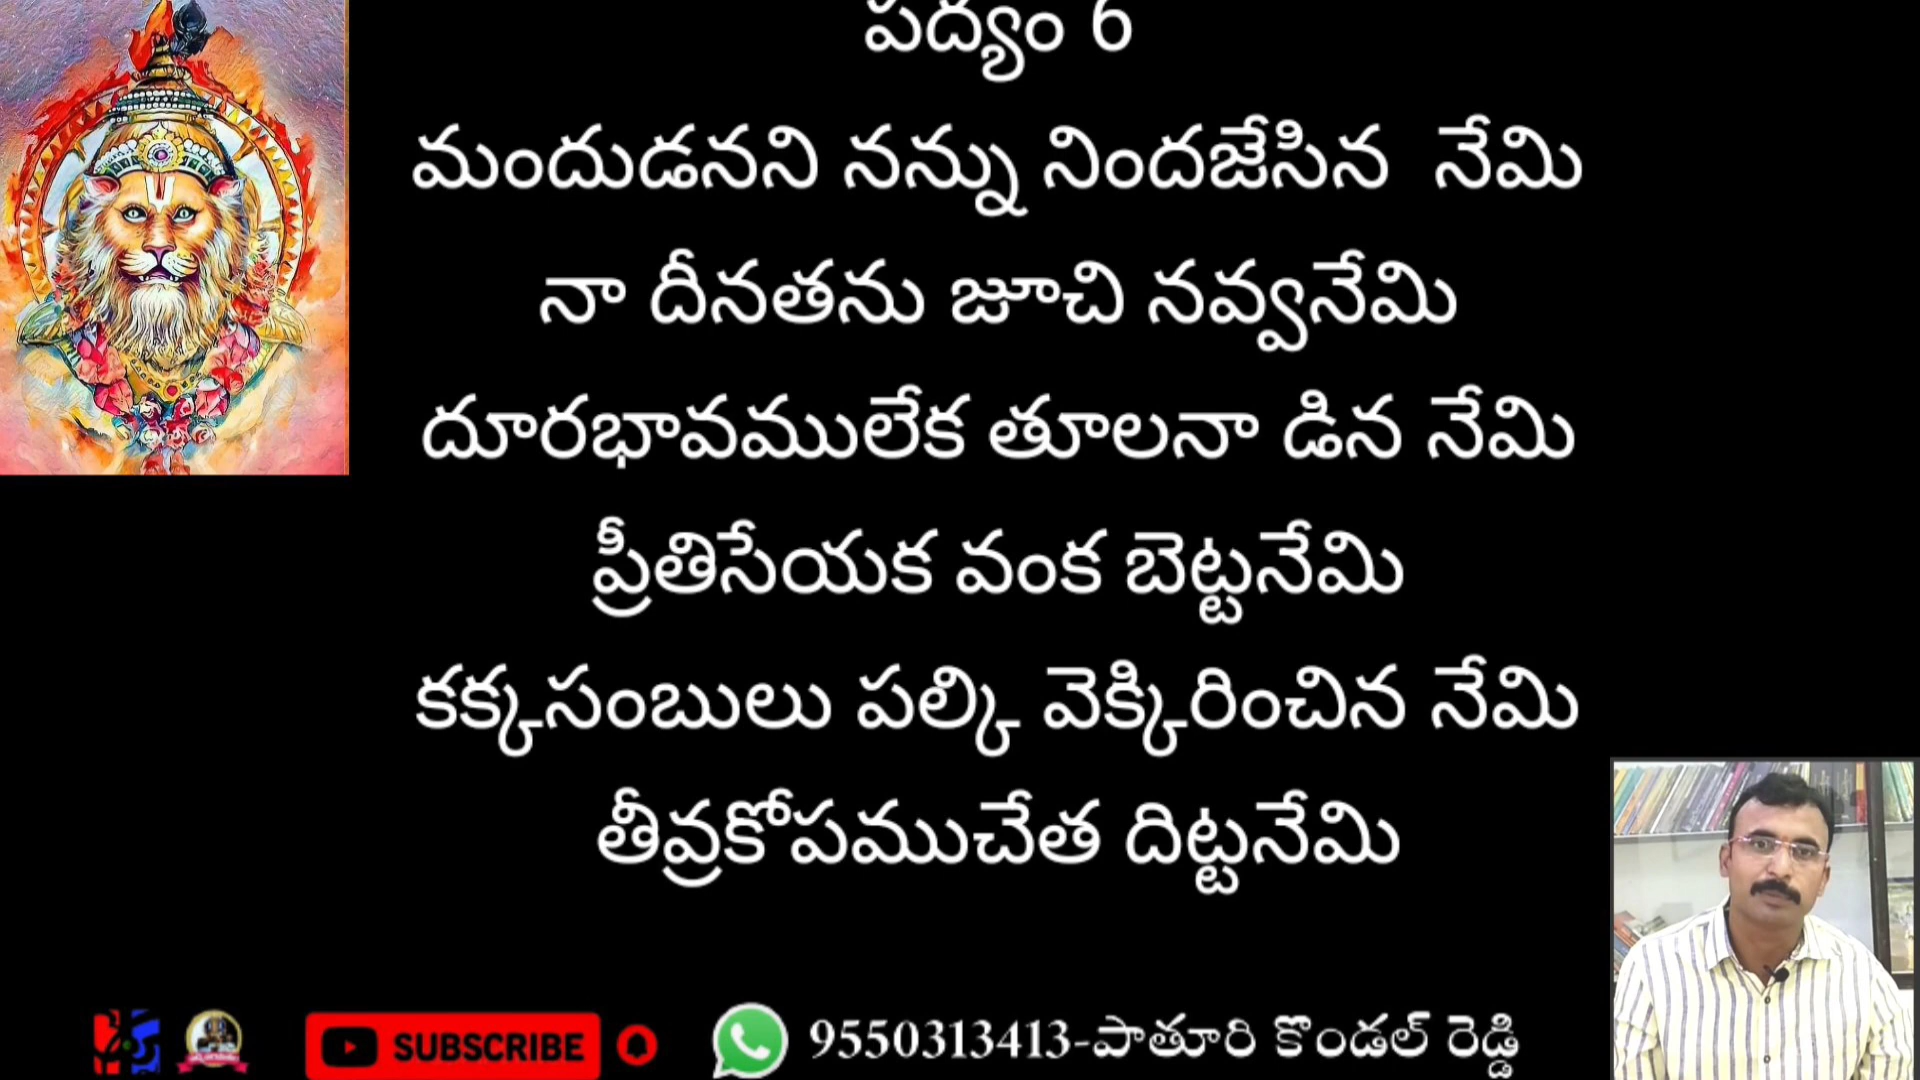 పద్యం 6
మందుడనని నన్ను నిందజేసిన నేమి
నా దీనతను జూచి నవ్వనేమి
దూరభావములేక తూలనా డిన నేమి
ప్రీతిసేయక వంక బెట్టనేమి
కక్కసంబులు పల్కి వెక్కిరించిన నేమి
తీవ్రకోపముచేత దిట్టనేమి
SUBSCRIBE
9550313413-పాతూరి కొండల్ రెడ్డి